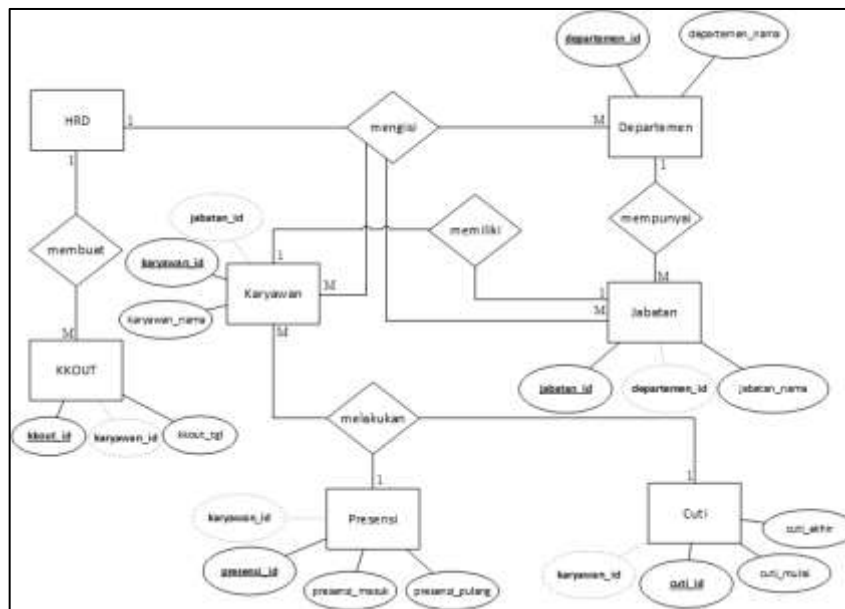 departemen_id
departemen_nama
HRD
1
mengisi
M
Departemen
1
1
jabatan_id
memiliki
mempunyai
membuat
karyawan_id
1
Karyawan
M
M
karyawan_nama
1
M
Jabatan
M
M
KKOUT
jabatan_id
departemen_id
jabatan_nama
kkout_id
karyawan_id
kkout_tgl
melakukan
1
1
karyawan_id
Presensi
Cuti
cuti_akhir
presensi_id
karyawan_id
cuti_id
cuti_mulai
presensi_masuk
presensi_pulang